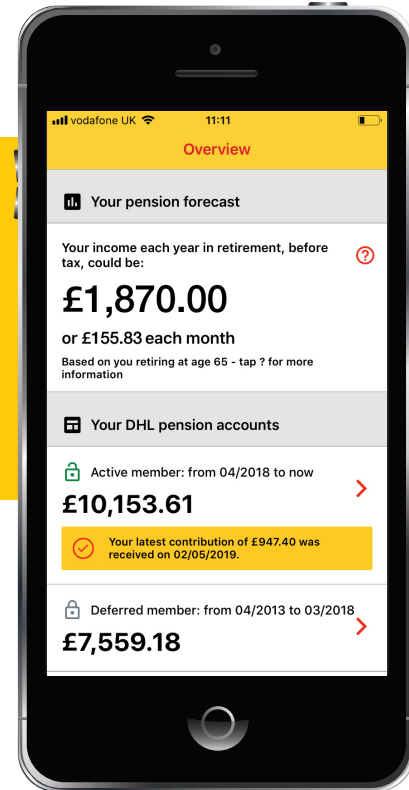 vodafone UK 11:11
Overview
Your pension forecast
Your income each year in retirement, before
tax, could be:
£1,870.00
or £155.83 each month
Based on you retiring at age 65 - tap ? for more
information
Your DHL pension accounts
Active member: from 04/2018 to now
£10,153.61
Your latest contribution of £947.40 was
received on 02/05/2019.
Deferred member: from 04/2013 to 03/2018
£7,559.18